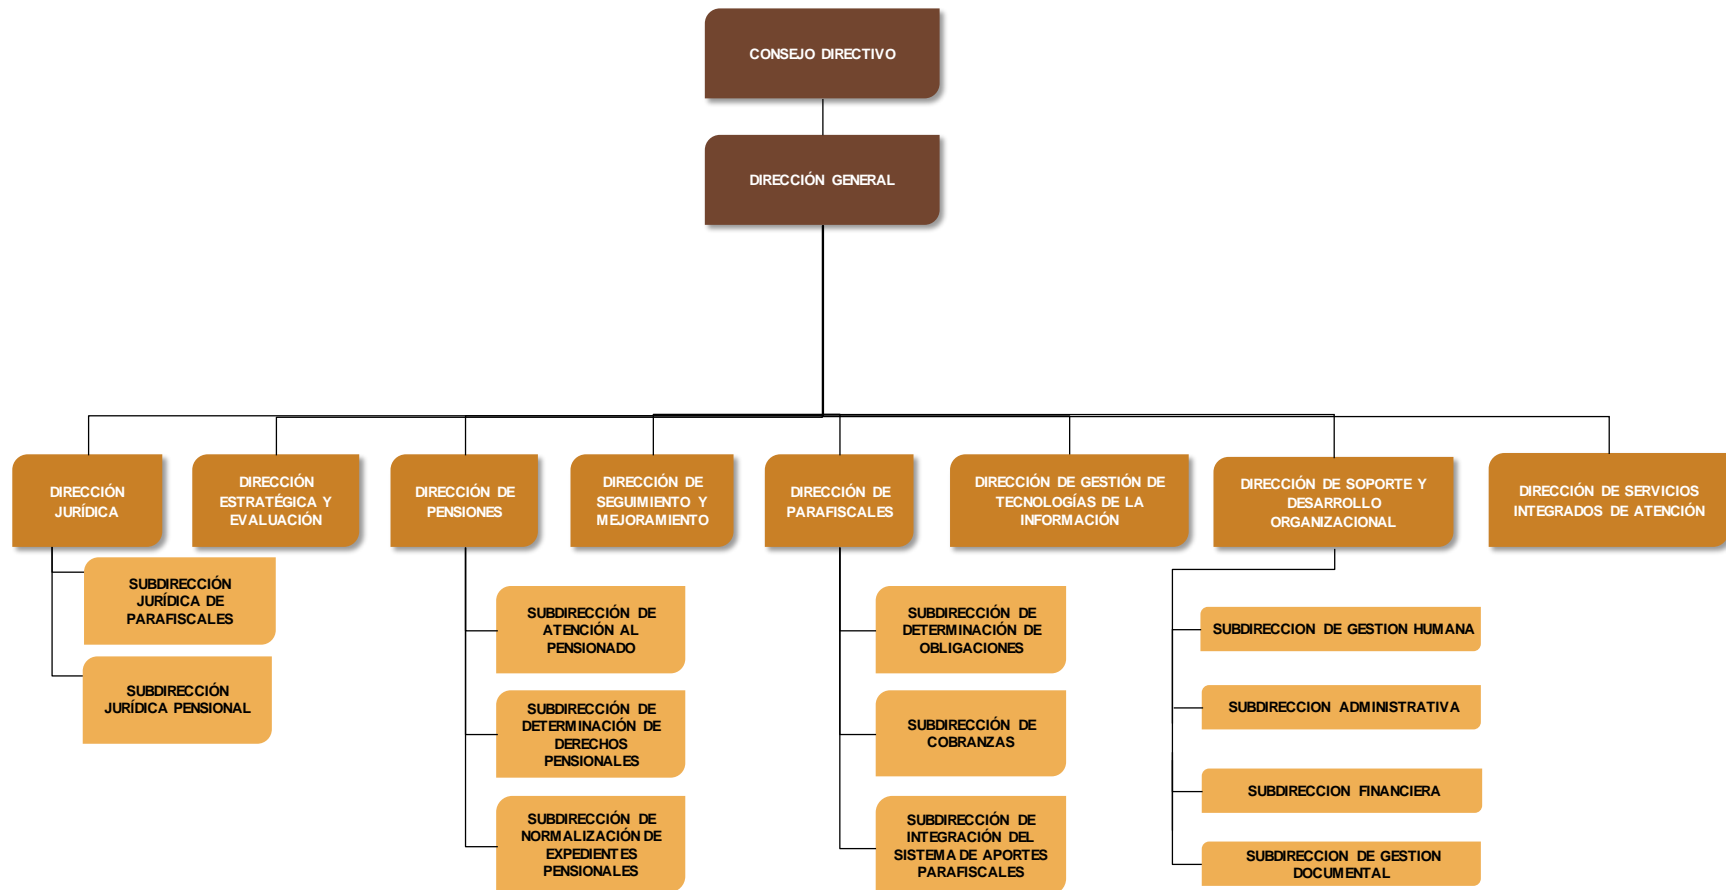 CONSEJO DIRECTIVO
DIRECCIÓN GENERAL
DIRECCIÓN
JURÍDICA
DIRECCIÓN
ESTRATÉGICA Y
EVALUACIÓN
DIRECCIÓN DE
PENSIONES
DIRECCIÓN DE
SEGUIMIENTO Y
MEJORAMIENTO
DIRECCIÓN DE
PARAFISCALES
DIRECCIÓN DE GESTIÓN DE
TECNOLOGÍAS DE LA
INFORMACIÓN
DIRECCIÓN DE SOPORTE Y
DESARROLLO
ORGANIZACIONAL
DIRECCIÓN DE SERVICIOS
INTEGRADOS DE ATENCIÓN
SUBDIRECCIÓN
JURÍDICA DE
PARAFISCALES
SUBDIRECCIÓN
JURÍDICA PENSIONAL
SUBDIRECCIÓN DE
ATENCIÓN AL
PENSIONADO
SUBDIRECCIÓN DE
DETERMINACIÓN DE
DERECHOS
PENSIONALES
SUBDIRECCIÓN DE
NORMALIZACIÓN DE
EXPEDIENTES
PENSIONALES
SUBDIRECCIÓN DE
DETERMINACIÓN DE
OBLIGACIONES
SUBDIRECCIÓN DE
COBRANZAS
SUBDIRECCIÓN DE
INTEGRACIÓN DEL
SISTEMA DE APORTES
PARAFISCALES
SUBDIRECCION DE GESTION HUMANA
SUBDIRECCION ADMINISTRATIVA
SUBDIRECCION FINANCIERA
SUBDIRECCION DE GESTION
DOCUMENTAL